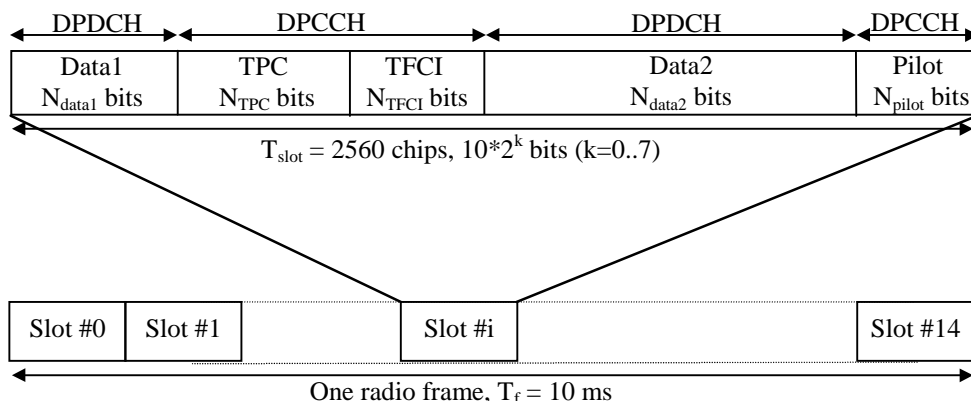 DPDCH DPCCH DPDCH DPCCH
Data1 TPC TFCI Data2 Pilot
N_data1 bits N_TPC bits N_TFCI bits N_data2 bits N_pilot bits
T_slot = 2560 chips, 10*2^k bits (k=0..7)
Slot #0 Slot #1 Slot #i Slot #14
One radio frame, T_f = 10 ms